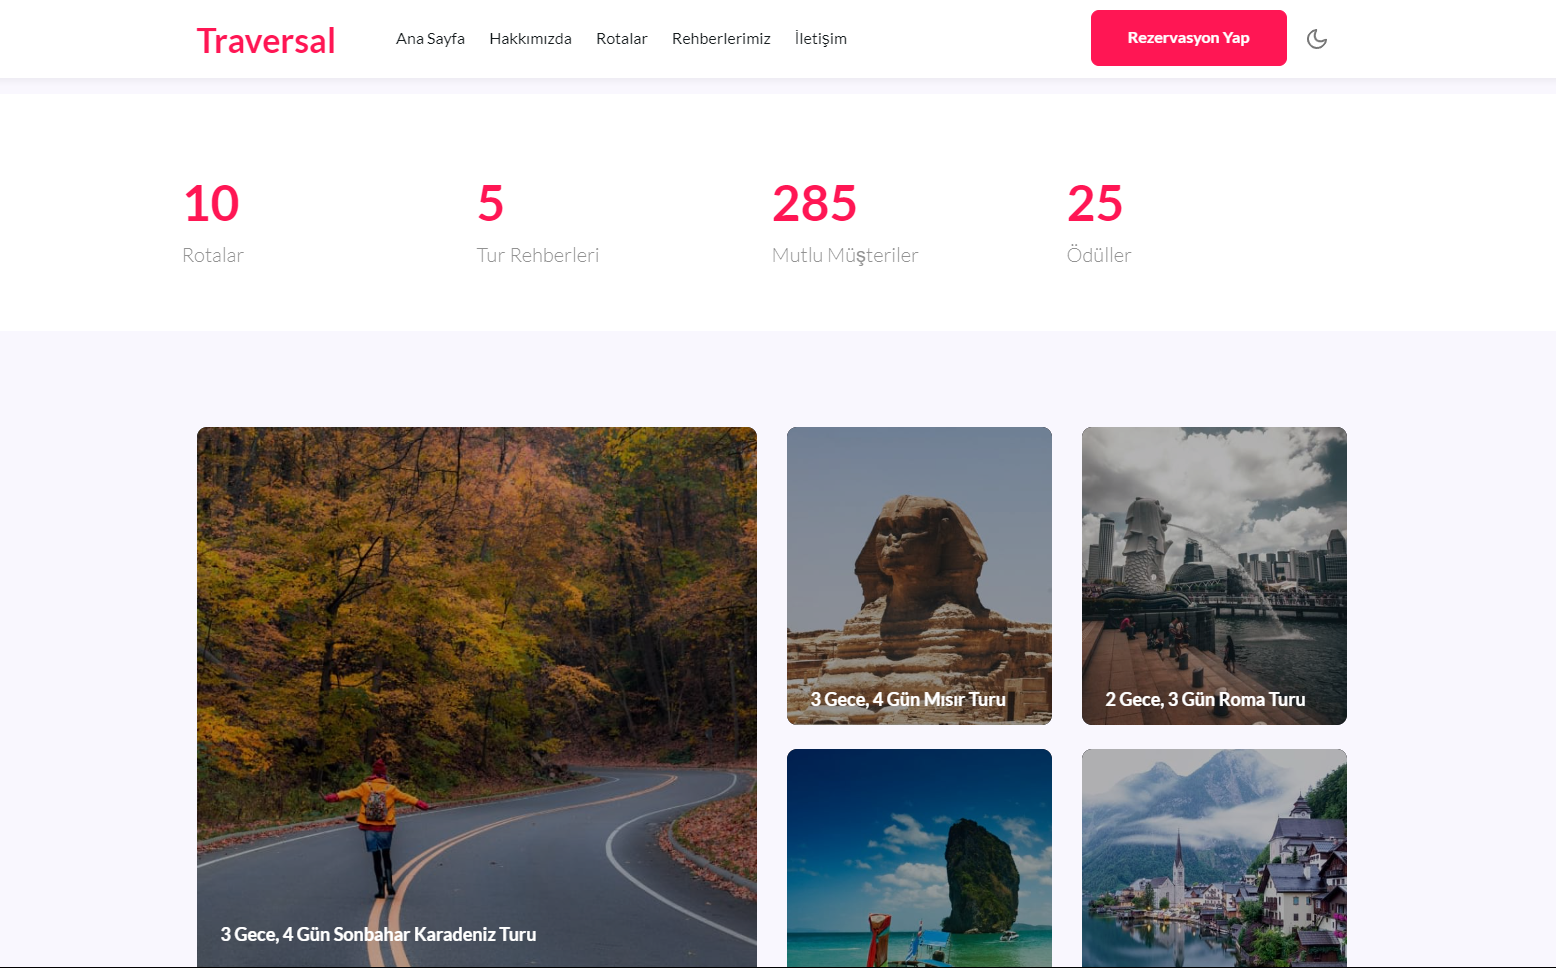 Traversal
Ana Sayfa
Hakkımızda
Rotalar
Rehberlerimiz
İletişim
Rezervasyon Yap
10
Rotalar
5
Tur Rehberleri
285
Mutlu Müşteriler
25
Ödüller
3 Gece, 4 Gün Mısır Turu
2 Gece, 3 Gün Roma Turu
3 Gece, 4 Gün Sonbahar Karadeniz Turu